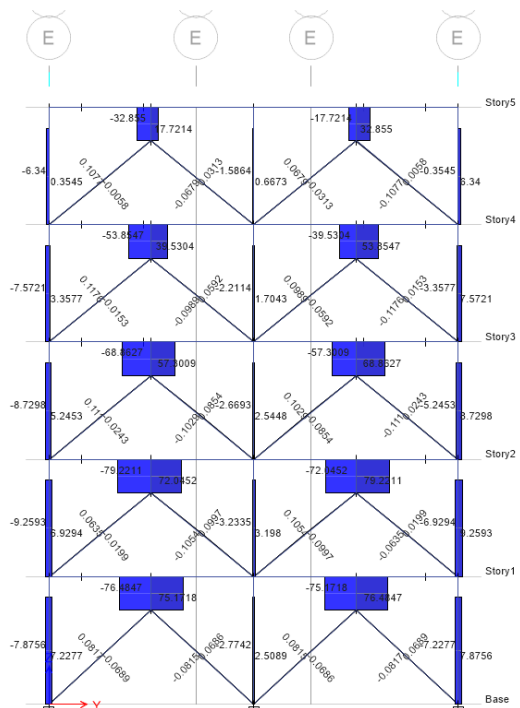 E E E E
Story5
-32.855 -17.7214
17.7214 32.855
-6.34 0.3545 0.1077 -0.0058 -0.0679 0.0313 -1.5864 0.6673 0.0679 -0.0313 -0.1077 0.0058 -0.3545 6.34
Story4
-53.8547 -39.5304
39.5304 53.8547
-7.5721 3.3577 0.1176 -0.0153 -0.0989 0.0592 -2.2114 1.7043 0.0989 -0.0592 -0.1176 0.0153 -3.3577 7.5721
Story3
-68.8627 -57.3009
57.3009 68.8627
-8.7298 5.2453 0.111 -0.0243 -0.1029 0.0854 -2.6693 2.5448 0.1029 -0.0854 -0.111 0.0243 -5.2453 8.7298
Story2
-79.2211 -72.0452
72.0452 79.2211
-9.2593 6.9294 0.0635 -0.0199 -0.1054 0.0997 -3.2335 3.198 0.1054 -0.0997 -0.0635 0.0199 -6.9294 9.2593
Story1
-76.4847 -75.1718
75.1718 76.4847
-7.8756 7.2277 0.0817 -0.0689 -0.0815 0.0686 -2.7742 2.5089 0.0815 -0.0686 -0.0817 0.0689 -7.2277 7.8756
Base
Y